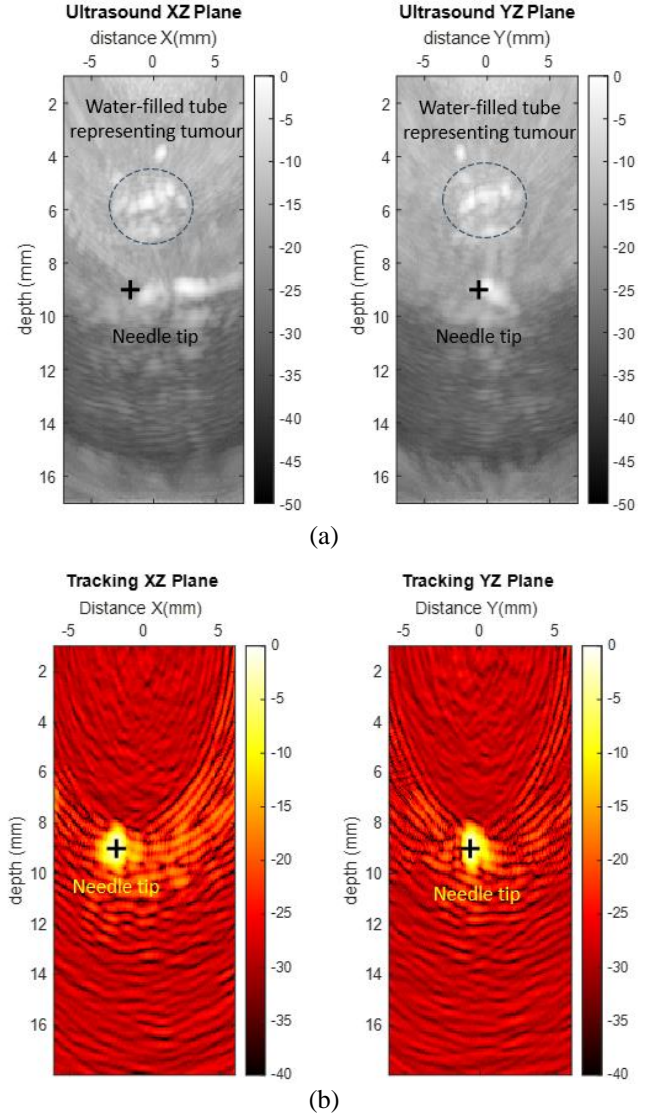 Ultrasound XZ Plane
distance X(mm)
-5 0 5
Water-filled tube
representing tumour
Needle tip
depth (mm)
2
4
6
8
10
12
14
16
0
-5
-10
-15
-20
-25
-30
-35
-40
-45
-50
Ultrasound YZ Plane
distance Y(mm)
-5 0 5
Water-filled tube
representing tumour
Needle tip
depth (mm)
2
4
6
8
10
12
14
16
0
-5
-10
-15
-20
-25
-30
-35
-40
-45
-50
(a)
Tracking XZ Plane
Distance X(mm)
-5 0 5
Needle tip
depth (mm)
2
4
6
8
10
12
14
16
0
-5
-10
-15
-20
-25
-30
-35
-40
Tracking YZ Plane
Distance Y(mm)
-5 0 5
Needle tip
depth (mm)
2
4
6
8
10
12
14
16
0
-5
-10
-15
-20
-25
-30
-35
-40
(b)